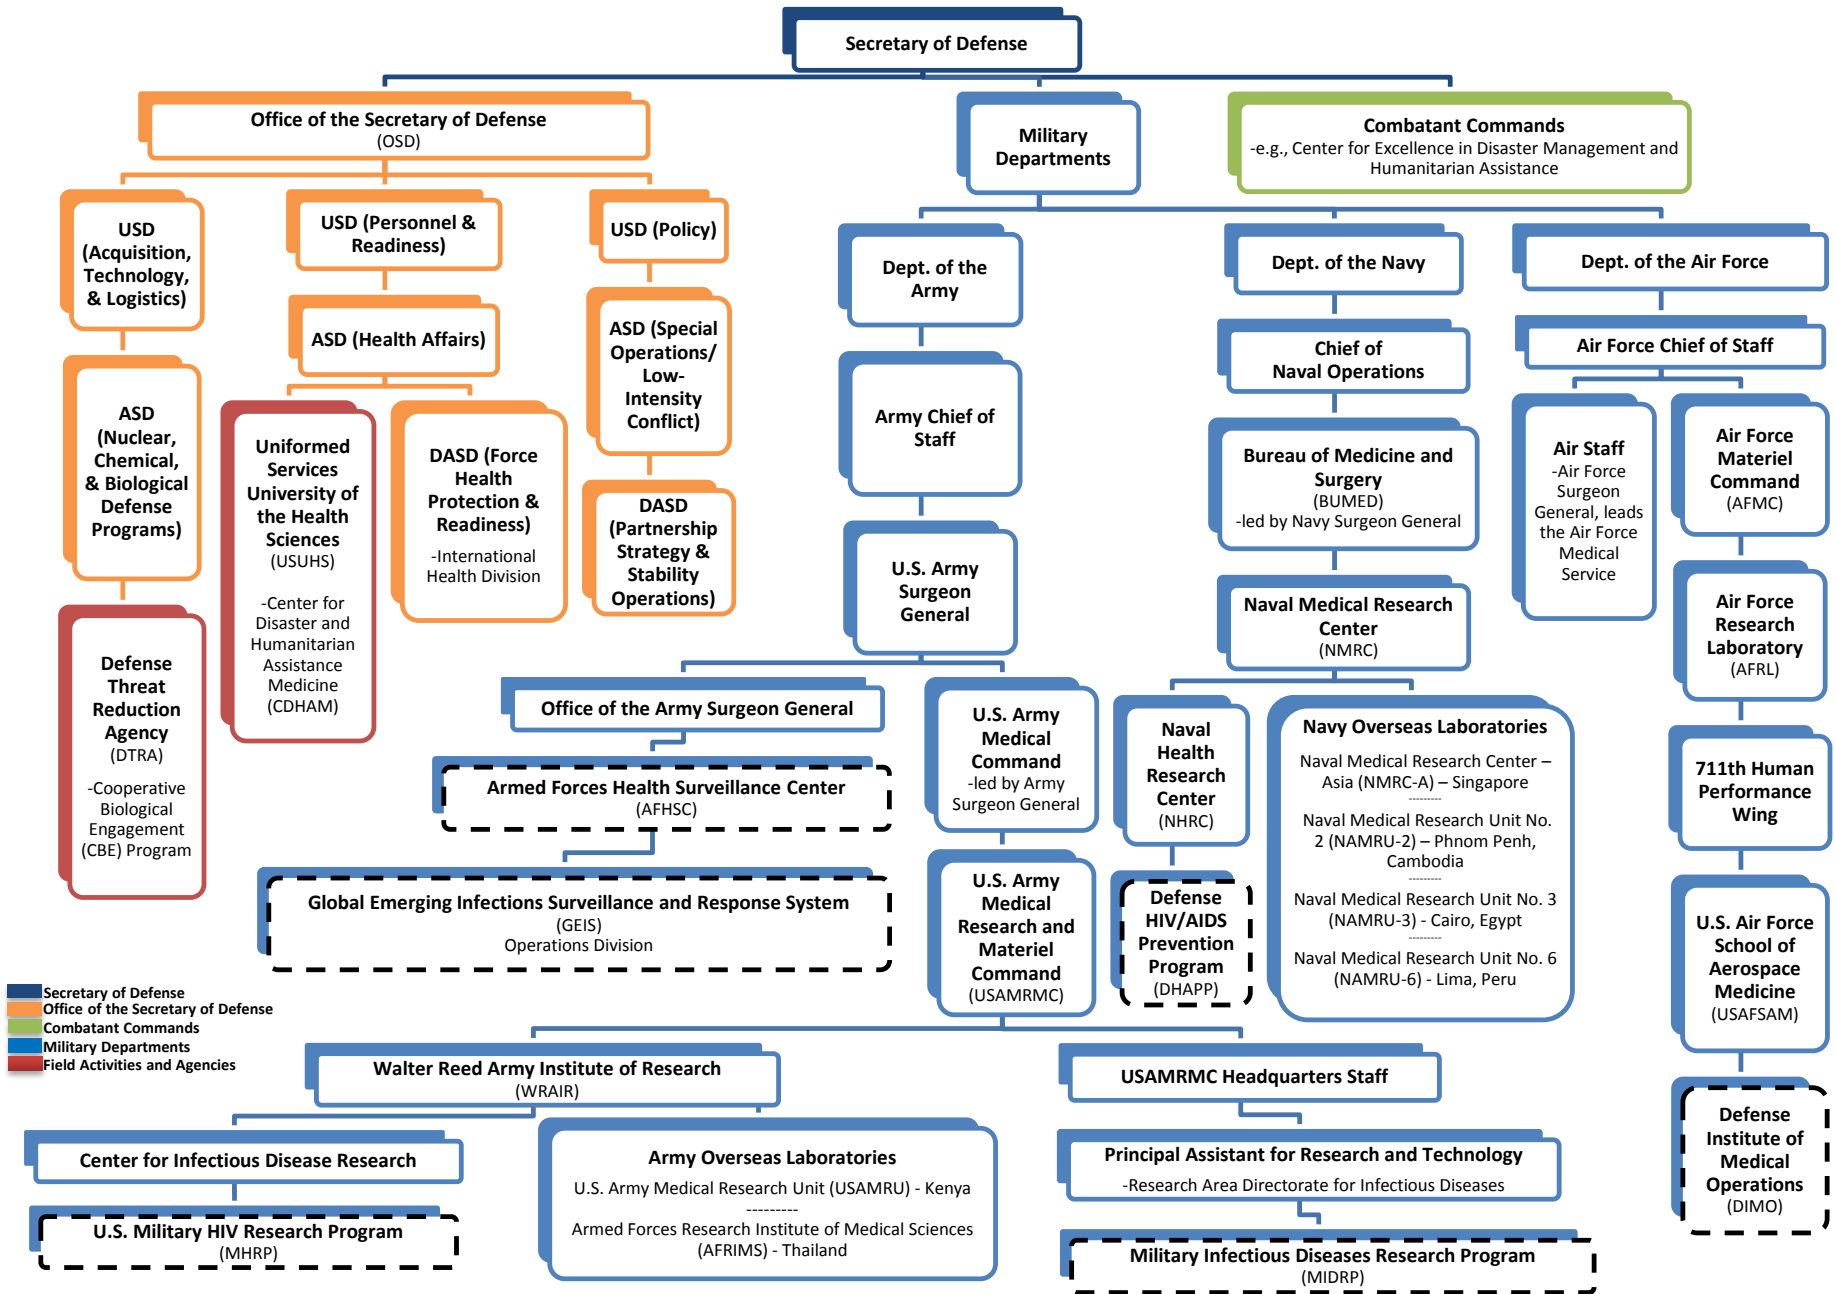 Secretary of Defense
Office of the Secretary of Defense
(OSD)
Military
Departments
Combatant Commands
-e.g., Center for Excellence in Disaster Management and
Humanitarian Assistance
USD
(Acquisition,
Technology,
& Logistics)
USD (Personnel &
Readiness)
USD (Policy)
ASD (Health Affairs)
ASD (Special
Operations/
Low-
Intensity
Conflict)
ASD
(Nuclear,
Chemical,
& Biological
Defense
Programs)
Uniformed
Services
University of
the Health
Sciences
(USUHS)
-Center for
Disaster and
Humanitarian
Assistance
Medicine
(CDHAM)
DASD (Force
Health
Protection &
Readiness)
-International
Health Division
DASD
(Partnership
Strategy &
Stability
Operations)
Defense
Threat
Reduction
Agency
(DTRA)
-Cooperative
Biological
Engagement
(CBE) Program
Dept. of the
Army
Army Chief of
Staff
U.S. Army
Surgeon
General
Office of the Army Surgeon General
Armed Forces Health Surveillance Center
(AFHSC)
Global Emerging Infections Surveillance and Response System
(GEIS)
Operations Division
U.S. Army
Medical
Command
-led by Army
Surgeon General
U.S. Army
Medical
Research and
Materiel
Command
(USAMRMC)
Dept. of the Navy
Chief of
Naval Operations
Bureau of Medicine and
Surgery
(BUMED)
-led by Navy Surgeon General
Naval Medical Research
Center
(NMRC)
Naval
Health
Research
Center
(NHRC)
Defense
HIV/AIDS
Prevention
Program
(DHAPP)
Navy Overseas Laboratories
Naval Medical Research Center –
Asia (NMRC-A) – Singapore
---------
Naval Medical Research Unit No.
2 (NAMRU-2) – Phnom Penh,
Cambodia
---------
Naval Medical Research Unit No. 3
(NAMRU-3) - Cairo, Egypt
---------
Naval Medical Research Unit No. 6
(NAMRU-6) - Lima, Peru
Dept. of the Air Force
Air Force Chief of Staff
Air Staff
-Air Force
Surgeon
General, leads
the Air Force
Medical
Service
Air Force
Materiel
Command
(AFMC)
Air Force
Research
Laboratory
(AFRL)
711th Human
Performance
Wing
U.S. Air Force
School of
Aerospace
Medicine
(USAFSAM)
Defense
Institute of
Medical
Operations
(DIMO)
Secretary of Defense
Office of the Secretary of Defense
Combatant Commands
Military Departments
Field Activities and Agencies
Walter Reed Army Institute of Research
(WRAIR)
USAMRMC Headquarters Staff
Center for Infectious Disease Research
U.S. Military HIV Research Program
(MHRP)
Army Overseas Laboratories
U.S. Army Medical Research Unit (USAMRU) - Kenya
---------
Armed Forces Research Institute of Medical Sciences
(AFRIMS) - Thailand
Principal Assistant for Research and Technology
-Research Area Directorate for Infectious Diseases
Military Infectious Diseases Research Program
(MIDRP)